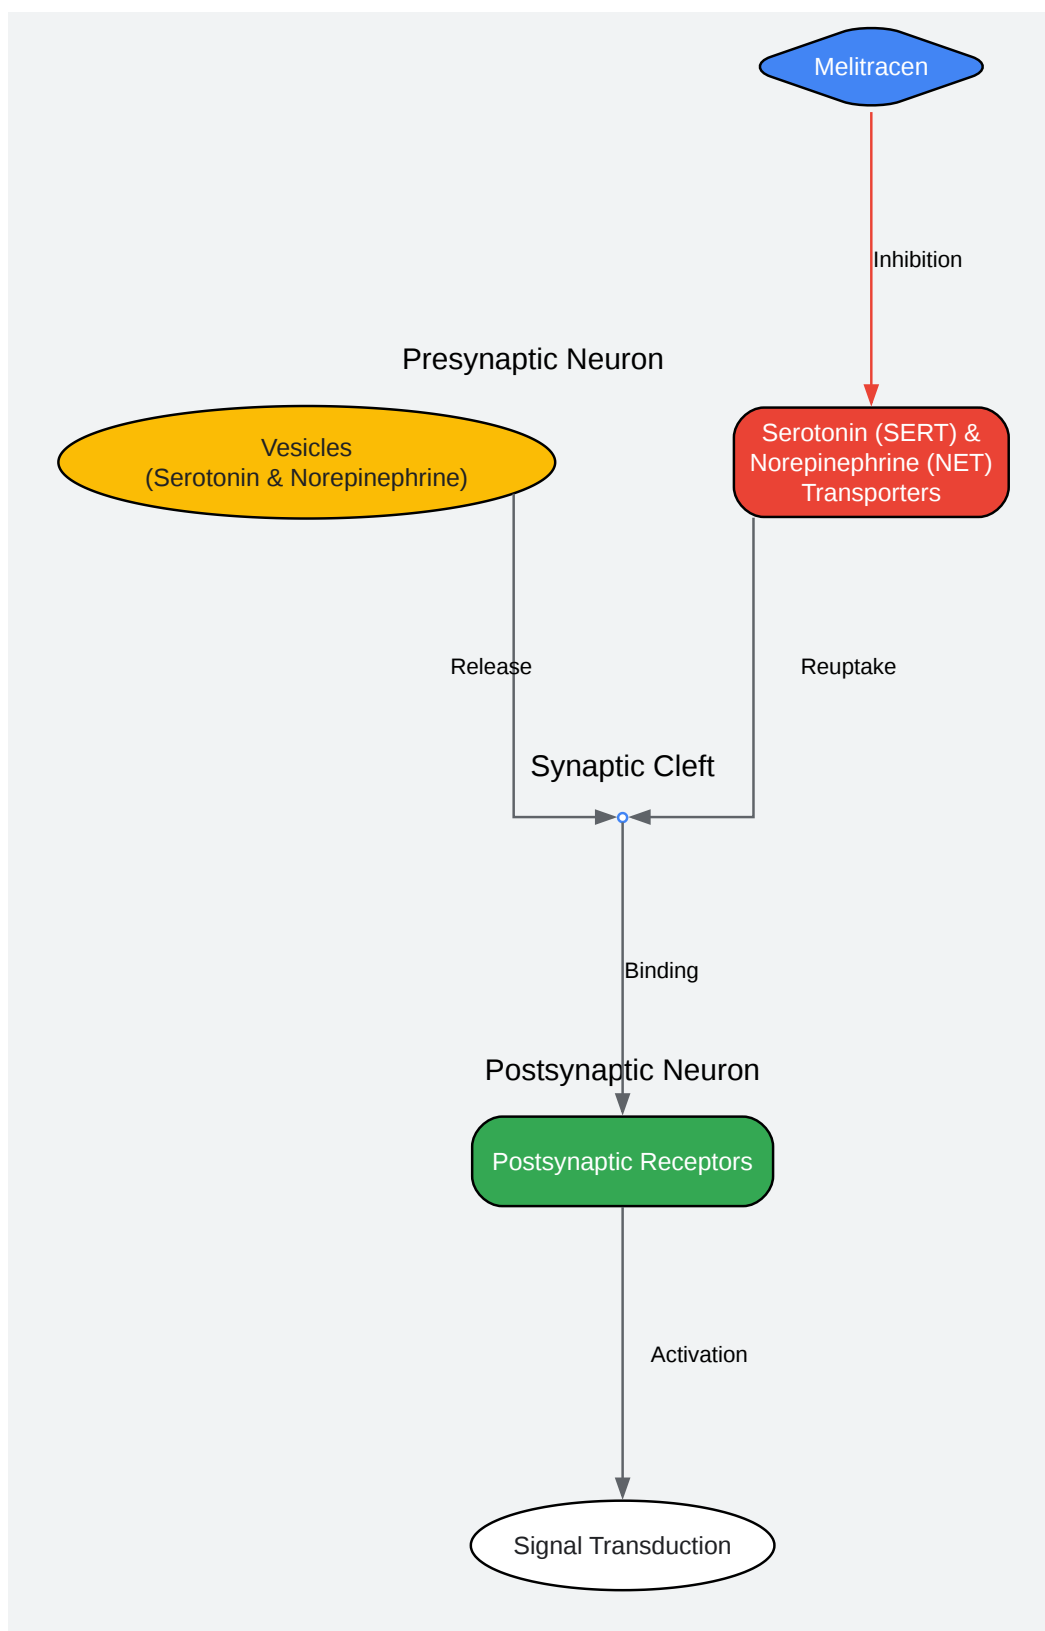 Melitracen
Inhibition
Presynaptic Neuron
Vesicles
(Serotonin & Norepinephrine)
Serotonin (SERT) &
Norepinephrine (NET)
Transporters
Release
Reuptake
Synaptic Cleft
Binding
Postsynaptic Neuron
Postsynaptic Receptors
Activation
Signal Transduction